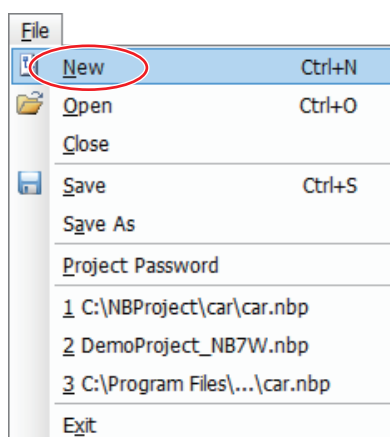 File
New Ctrl+N
Open Ctrl+O
Close
Save Ctrl+S
Save As
Project Password
1 C:\NBProject\car\car.nbp
2 DemoProject_NB7W.nbp
3 C:\Program Files\...\car.nbp
Exit